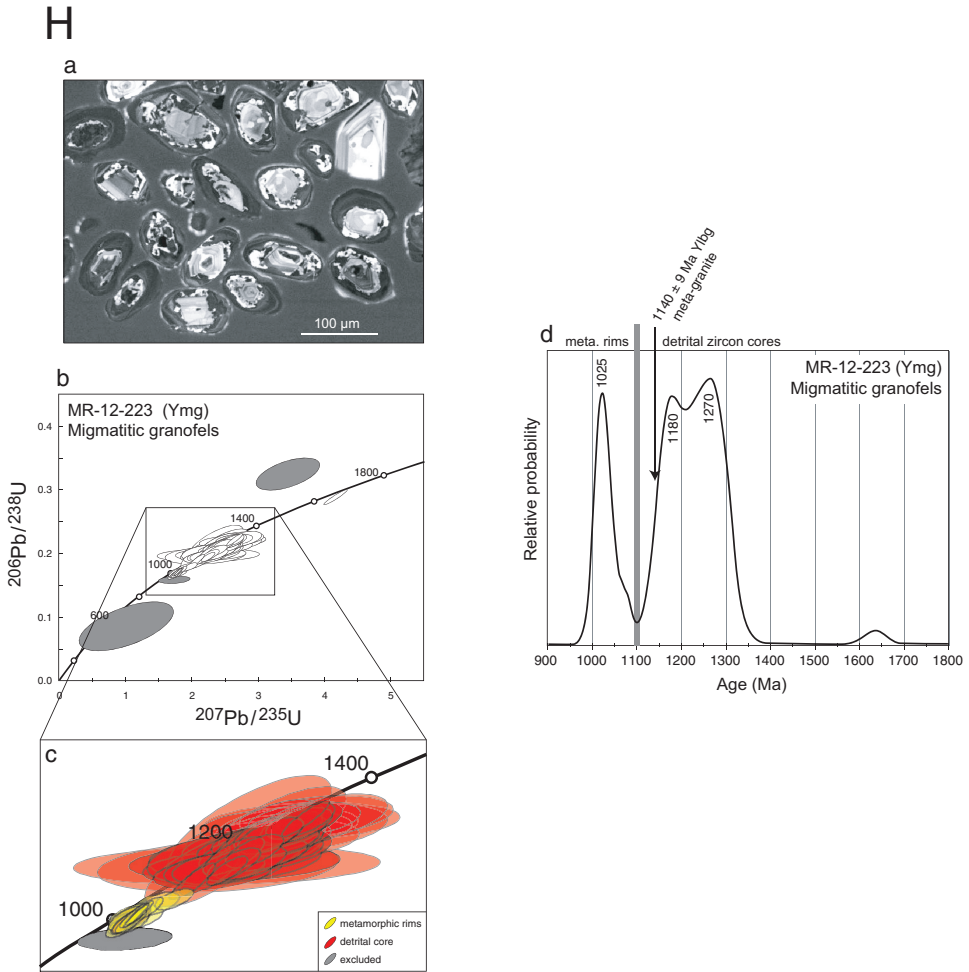 H
a
100 µm
b
MR-12-223 (Ymg)
Migmatitic granofels
0.4
0.3
0.2
0.1
0.0
206Pb/238U
1800
1400
1000
600
0
1
2
3
4
5
207Pb/235U
c
1400
1200
1000
metamorphic rims
detrital core
excluded
d
1140 ± 9 Ma Ylbg
meta-granite
meta. rims
detrital zircon cores
MR-12-223 (Ymg)
Migmatitic granofels
1025
1180
1270
Relative probability
900 1000 1100 1200 1300 1400 1500 1600 1700 1800
Age (Ma)